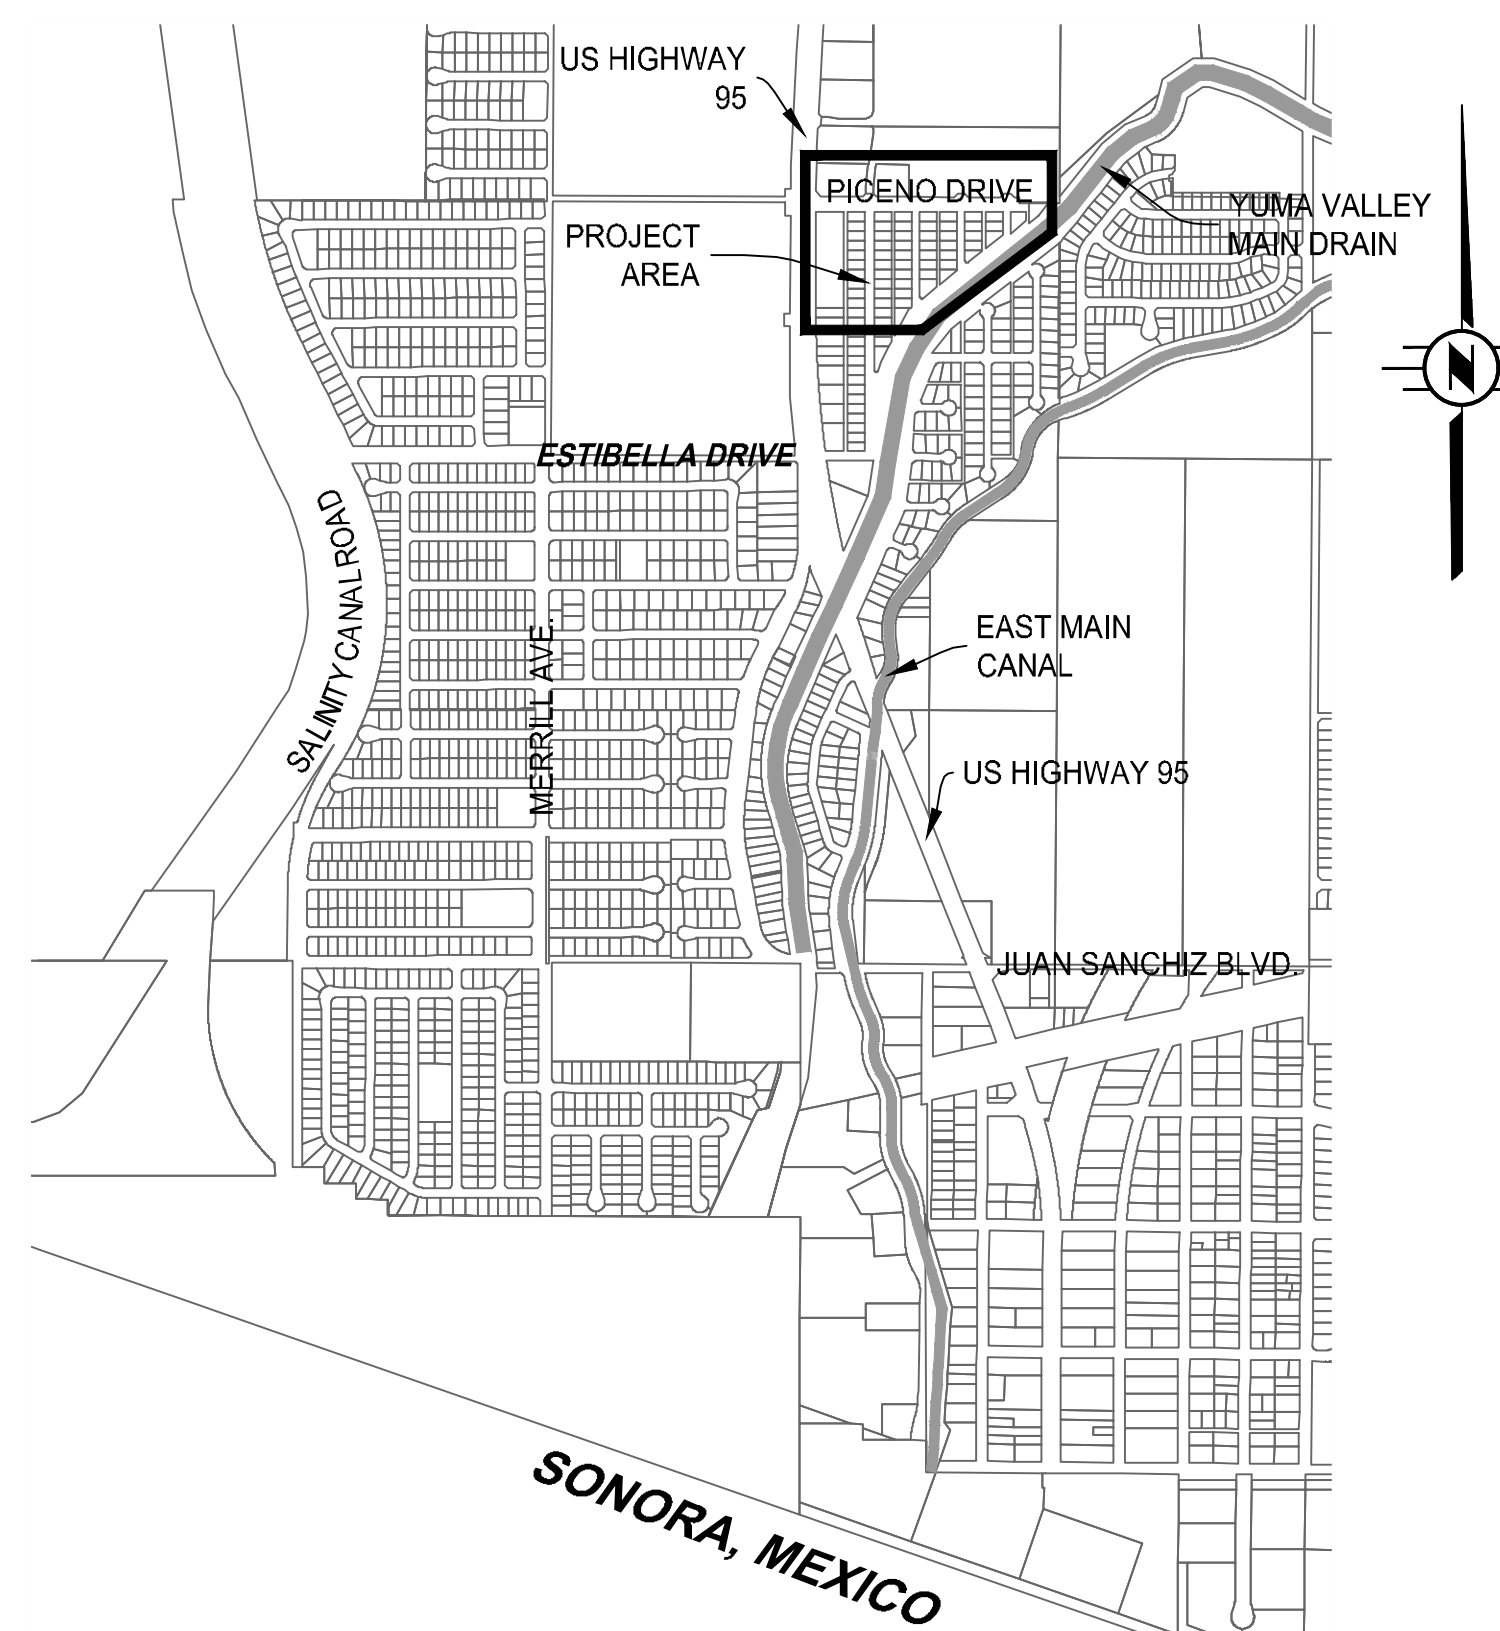 US HIGHWAY
95
PICENO DRIVE
YUMA VALLEY
MAIN DRAIN
PROJECT
AREA
N
ESTIBELLA DRIVE
SALINITY CANAL ROAD
MERRILL AVE.
EAST MAIN
CANAL
US HIGHWAY 95
JUAN SANCHIZ BLVD.
SONORA, MEXICO